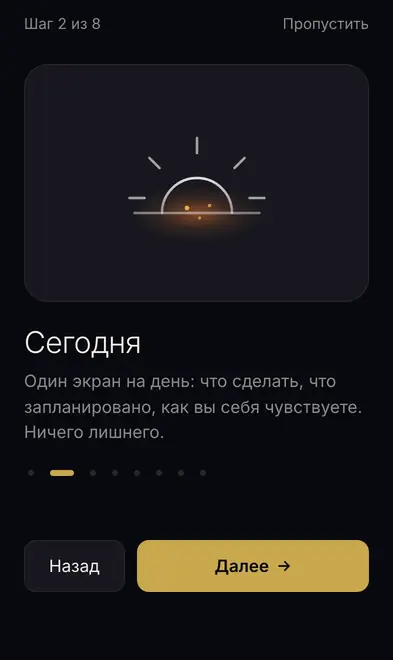 Шаг 2 из 8
Пропустить
Сегодня
Один экран на день: что сделать, что
запланировано, как вы себя чувствуете.
Ничего лишнего.
Назад
Далее →